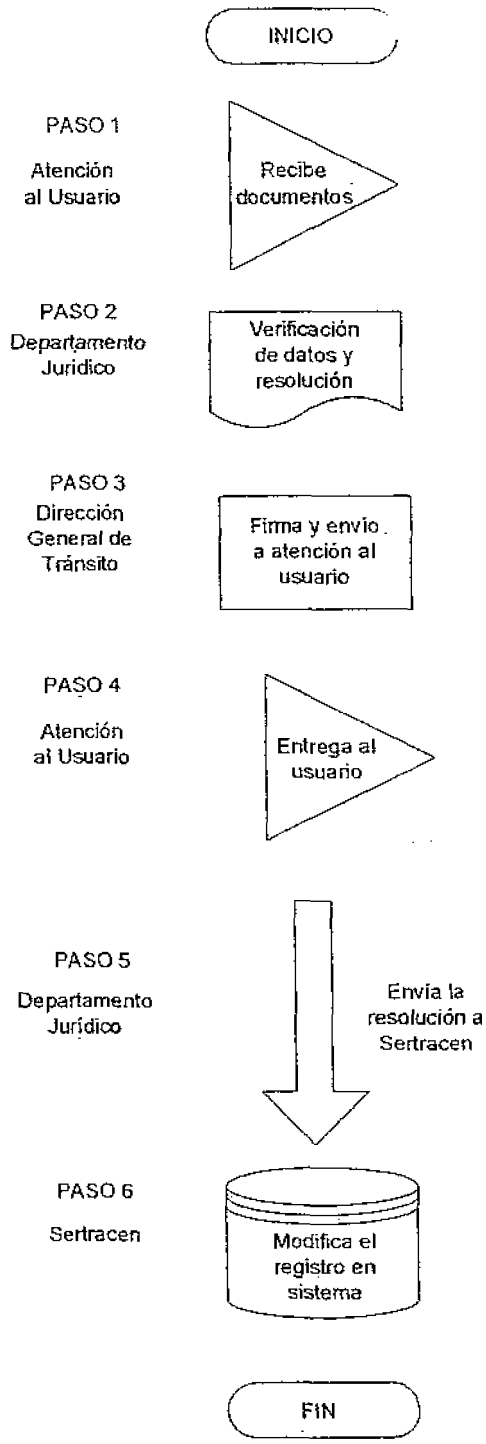 INICIO
PASO 1
Atención
al Usuario
Recibe
documentos
PASO 2
Departamento
Jurídico
Verificación
de datos y
resolución
PASO 3
Dirección
General de
Tránsito
Firma y envío
a atención al
usuario
PASO 4
Atención
al Usuario
Entrega al
usuario
PASO 5
Departamento
Jurídico
Envía la
resolución a
Sertracen
PASO 6
Sertracen
Modifica el
registro en
sistema
FIN